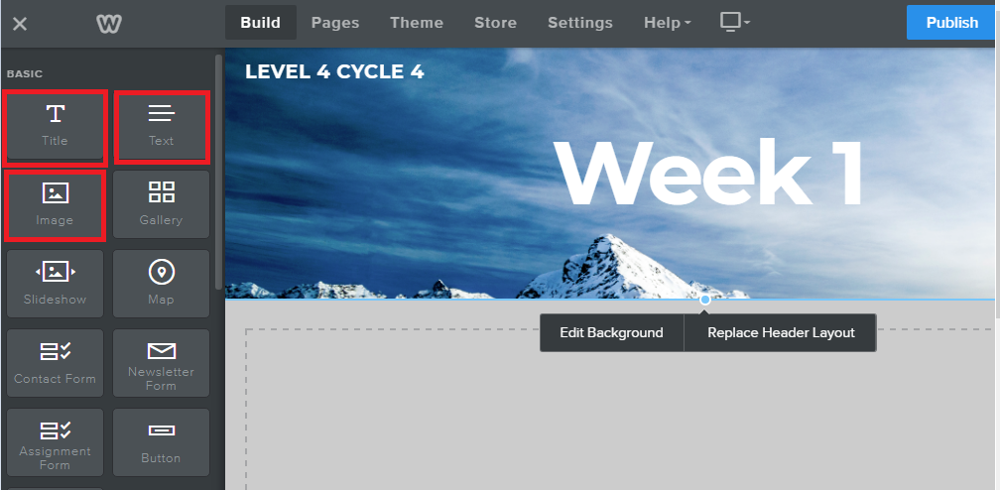 Build
Pages
Theme
Store
Settings
Help
Publish
BASIC
Title
Text
Image
Gallery
Slideshow
Map
Contact Form
Newsletter
Form
Assignment
Form
Button
LEVEL 4 CYCLE 4
Week 1
Edit Background
Replace Header Layout